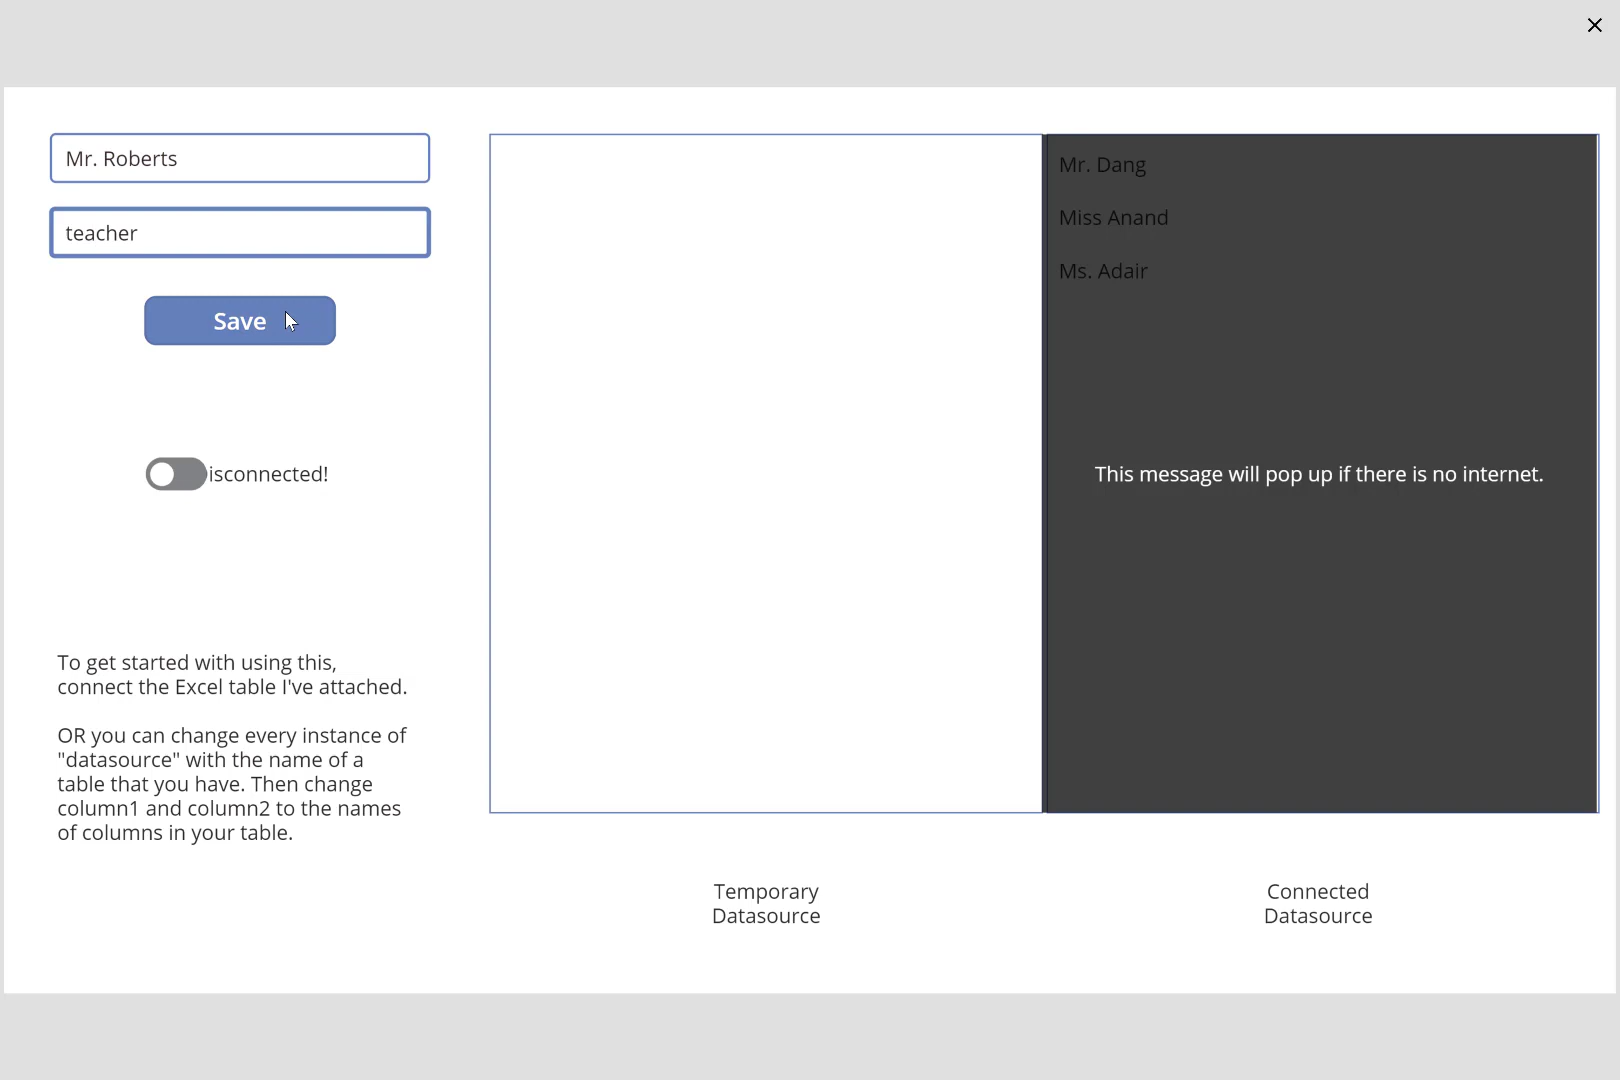 Mr. Roberts
teacher
Save
isconnected!
To get started with using this,
connect the Excel table I've attached.
OR you can change every instance of
"datasource" with the name of a
table that you have. Then change
column1 and column2 to the names
of columns in your table.
Mr. Dang
Miss Anand
Ms. Adair
This message will pop up if there is no internet.
Temporary
Datasource
Connected
Datasource